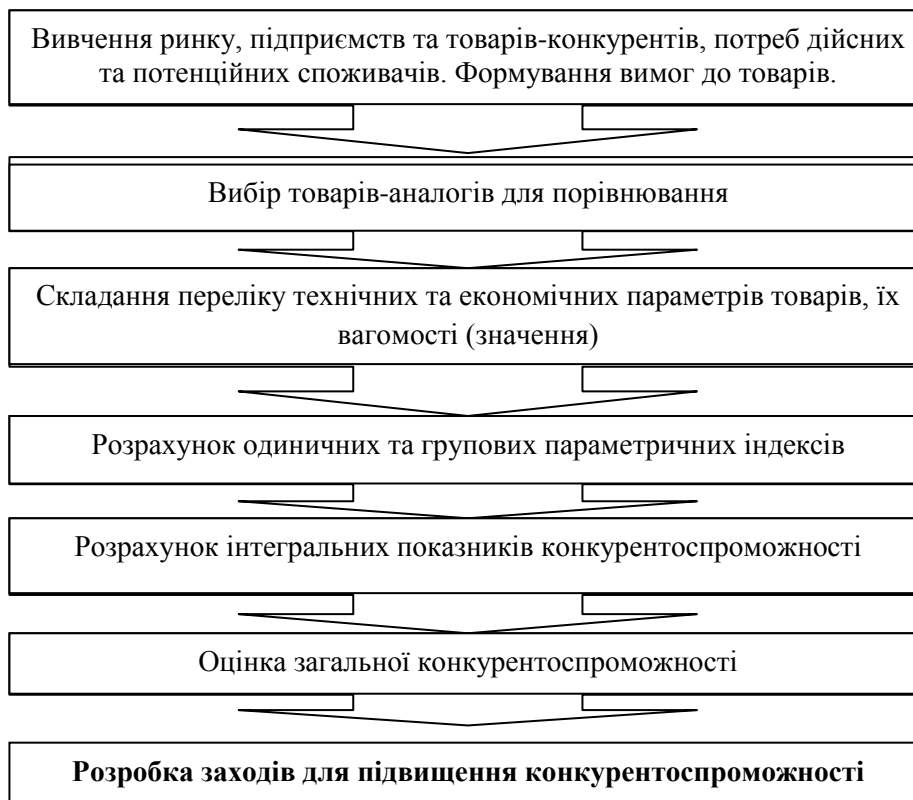 Вивчення ринку, підприємств та товарів-конкурентів, потреб дійсних
та потенційних споживачів. Формування вимог до товарів.
Вибір товарів-аналогів для порівнювання
Складання переліку технічних та економічних параметрів товарів, їх
вагомості (значення)
Розрахунок одиничних та групових параметричних індексів
Розрахунок інтегральних показників конкурентоспроможності
Оцінка загальної конкурентоспроможності
Розробка заходів для підвищення конкурентоспроможності